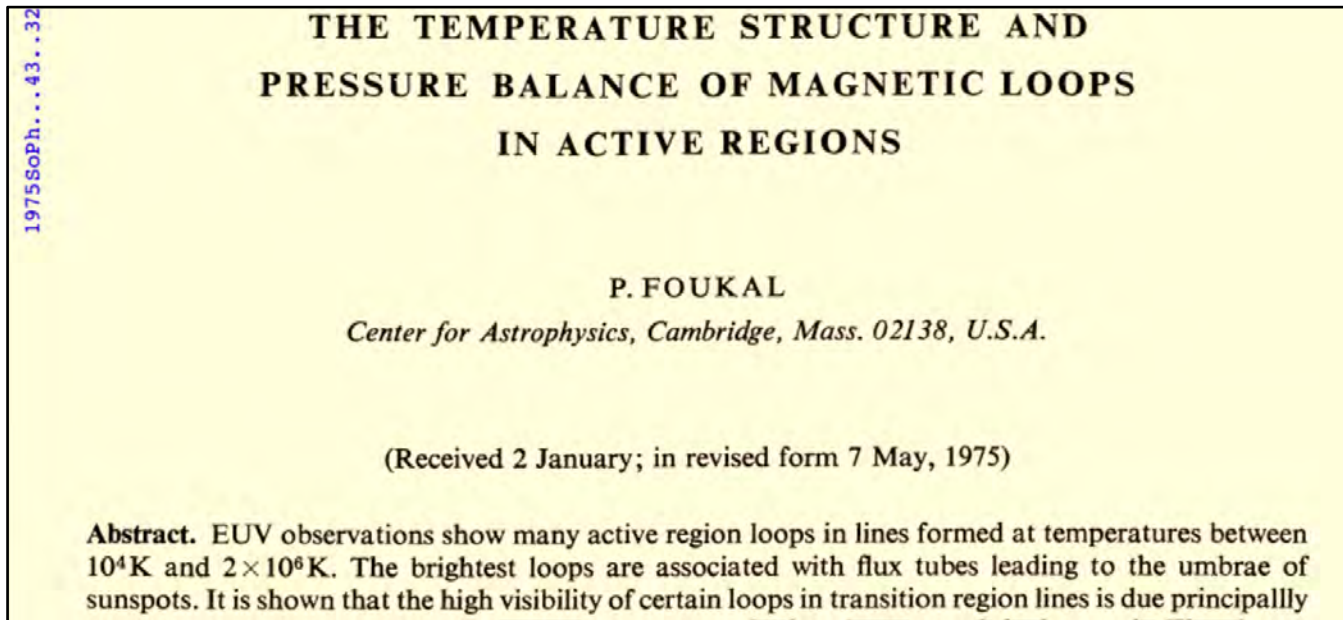 1975SoPh...43..32
THE TEMPERATURE STRUCTURE AND
PRESSURE BALANCE OF MAGNETIC LOOPS
IN ACTIVE REGIONS
P. FOUKAL
Center for Astrophysics, Cambridge, Mass. 02138, U.S.A.
(Received 2 January; in revised form 7 May, 1975)
Abstract. EUV observations show many active region loops in lines formed at temperatures between
10⁴K and 2×10⁶K. The brightest loops are associated with flux tubes leading to the umbrae of
sunspots. It is shown that the high visibility of certain loops in transition region lines is due principallly